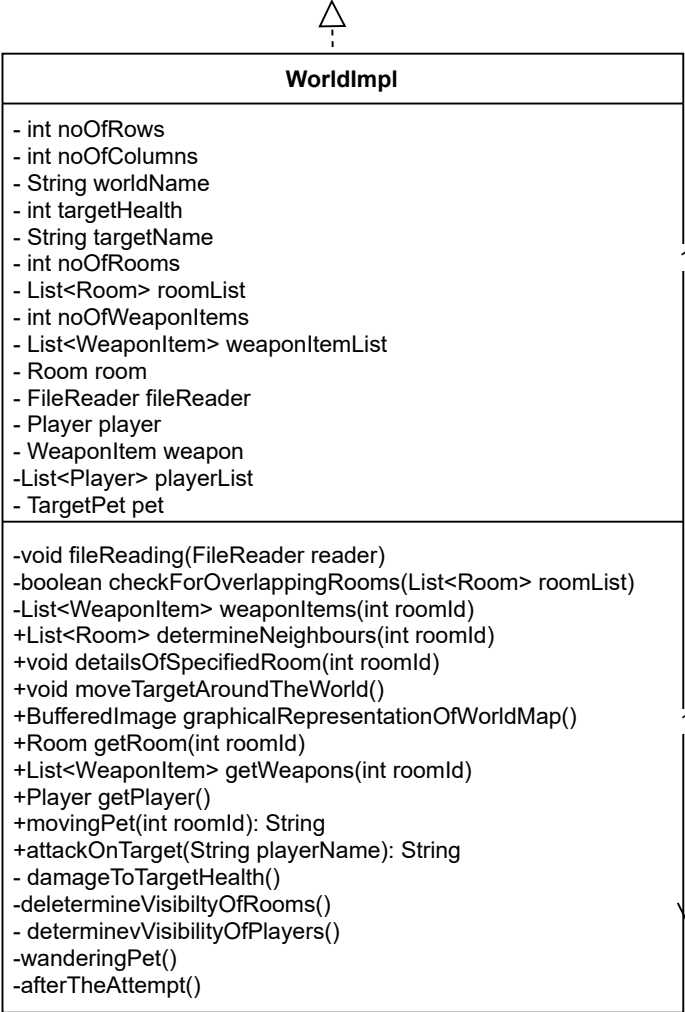 WorldImpl
- int noOfRows
- int noOfColumns
- String worldName
- int targetHealth
- String targetName
- int noOfRooms
- List<Room> roomList
- int noOfWeaponItems
- List<WeaponItem> weaponItemList
- Room room
- FileReader fileReader
- Player player
- WeaponItem weapon
-List<Player> playerList
- TargetPet pet
-void fileReading(FileReader reader)
-boolean checkForOverlappingRooms(List<Room> roomList)
-List<WeaponItem> weaponItems(int roomId)
+List<Room> determineNeighbours(int roomId)
+void detailsOfSpecifiedRoom(int roomId)
+void moveTargetAroundTheWorld()
+BufferedImage graphicalRepresentationOfWorldMap()
+Room getRoom(int roomId)
+List<WeaponItem> getWeapons(int roomId)
+Player getPlayer()
+movingPet(int roomId): String
+attackOnTarget(String playerName): String
- damageToTargetHealth()
-deletermineVisibiltyOfRooms()
- determinevVisibilityOfPlayers()
-wanderingPet()
-afterTheAttempt()